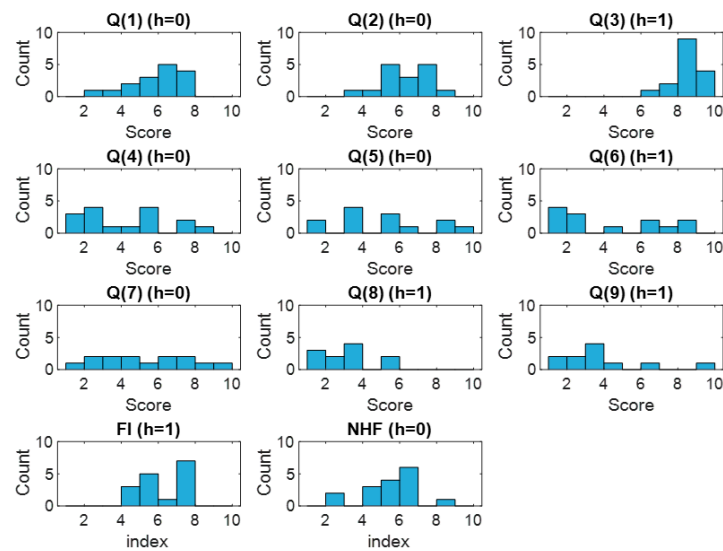 Q(1) (h=0) Q(2) (h=0) Q(3) (h=1)
10 10 10
Count 5 Count 5 Count 5
0 0 0
2 4 6 8 10 2 4 6 8 10 2 4 6 8 10
Score Score Score
Q(4) (h=0) Q(5) (h=0) Q(6) (h=1)
10 10 10
Count 5 Count 5 Count 5
0 0 0
2 4 6 8 10 2 4 6 8 10 2 4 6 8 10
Q(7) (h=0) Q(8) (h=1) Q(9) (h=1)
10 10 10
Count 5 Count 5 Count 5
0 0 0
2 4 6 8 10 2 4 6 8 10 2 4 6 8 10
Score Score Score
FI (h=1) NHF (h=0)
10 10
Count 5 Count 5
0 0
2 4 6 8 10 2 4 6 8 10
index index